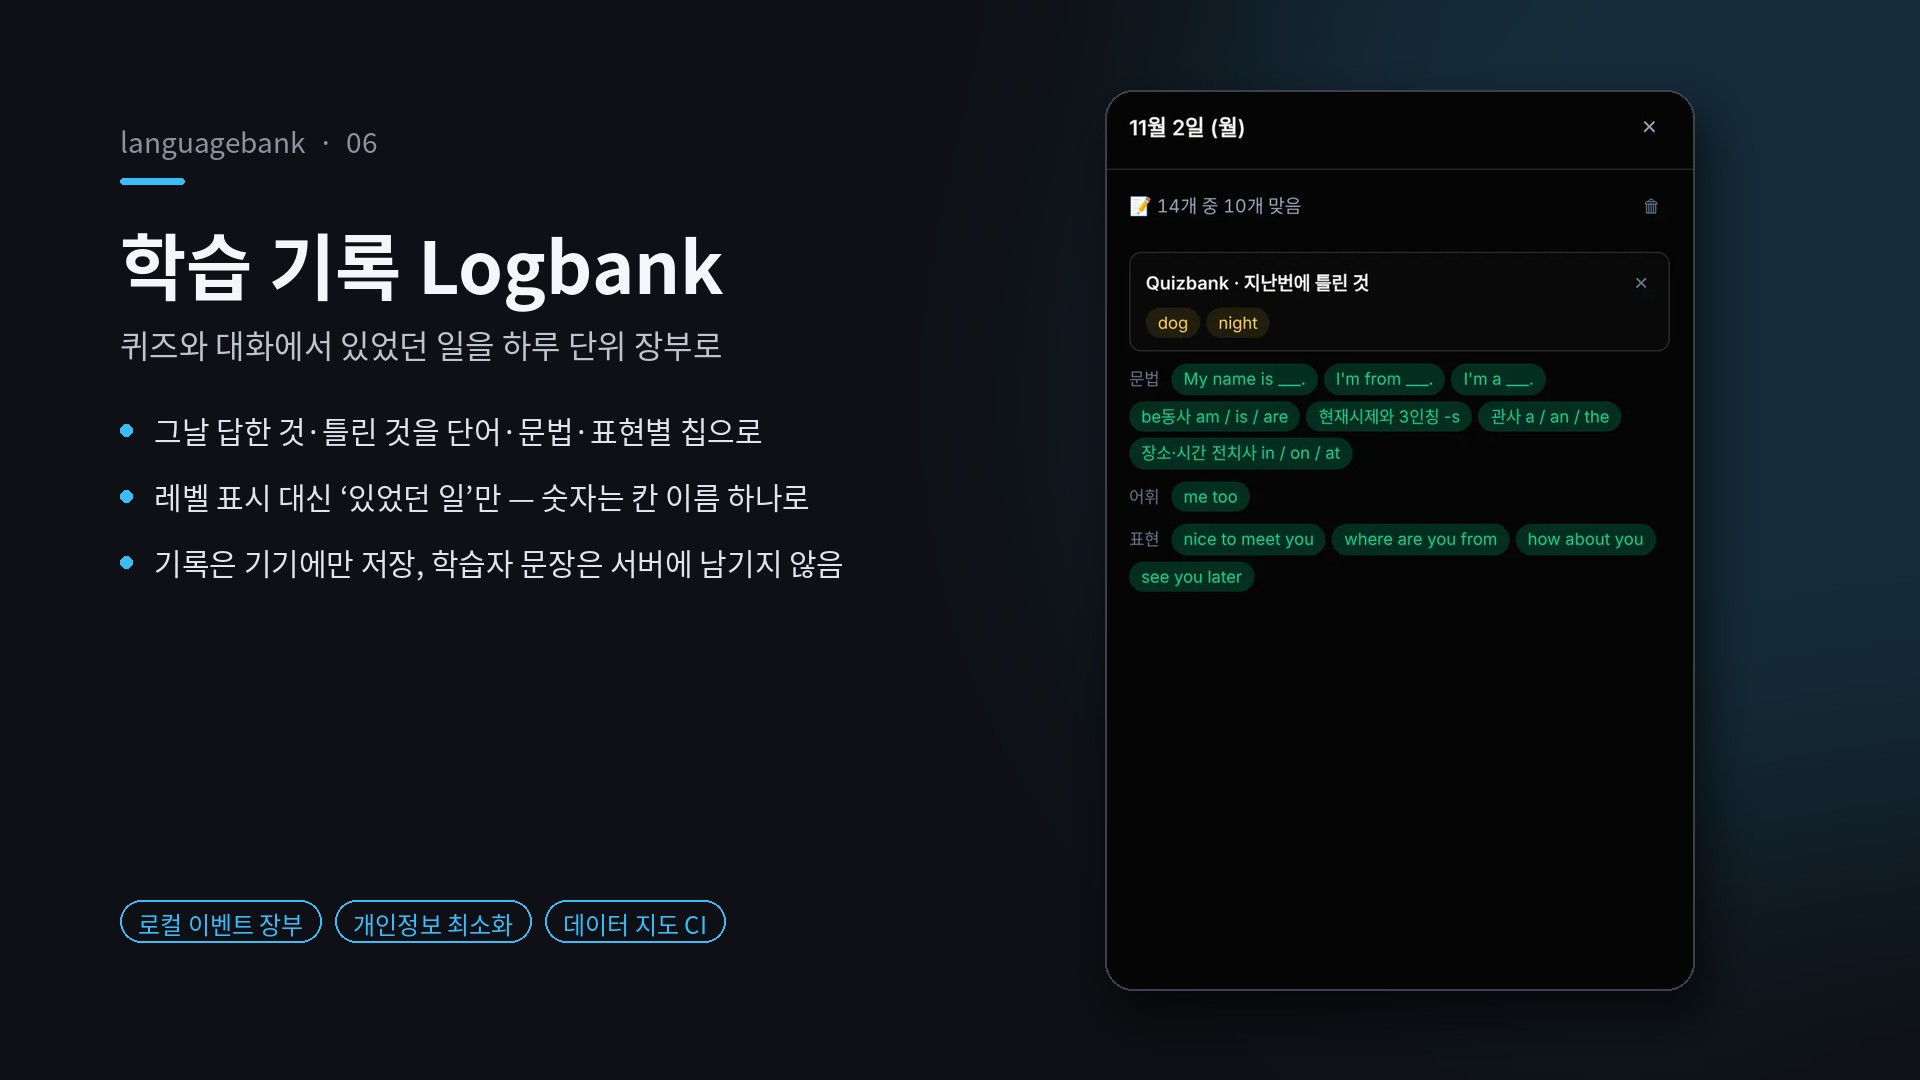 languagebank · 06
학습 기록 Logbank
퀴즈와 대화에서 있었던 일을 하루 단위 장부로
그날 답한 것·틀린 것을 단어·문법·표현별 칩으로
레벨 표시 대신 ‘있었던 일’만 — 숫자는 칸 이름 하나로
기록은 기기에만 저장, 학습자 문장은 서버에 남기지 않음
로컬 이벤트 장부 개인정보 최소화 데이터 지도 CI
11월 2일 (월) ×
📝 14개 중 10개 맞음 🗑
Quizbank · 지난번에 틀린 것 ×
dog night
문법 My name is ___. I'm from ___. I'm a ___.
be동사 am / is / are 현재시제와 3인칭 -s 관사 a / an / the
장소·시간 전치사 in / on / at
어휘 me too
표현 nice to meet you where are you from how about you
see you later